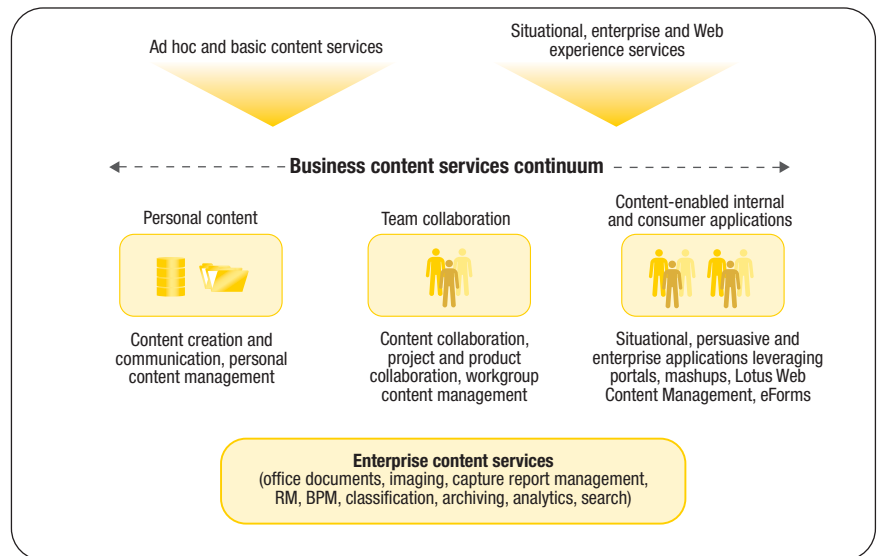 Ad hoc and basic content services
Situational, enterprise and Web
experience services
Business content services continuum
Personal content
Content creation and
communication, personal
content management
Team collaboration
Content collaboration,
project and product
collaboration, workgroup
content management
Content-enabled internal
and consumer applications
Situational, persuasive and
enterprise applications leveraging
portals, mashups, Lotus Web
Content Management, eForms
Enterprise content services
(office documents, imaging, capture report management,
RM, BPM, classification, archiving, analytics, search)